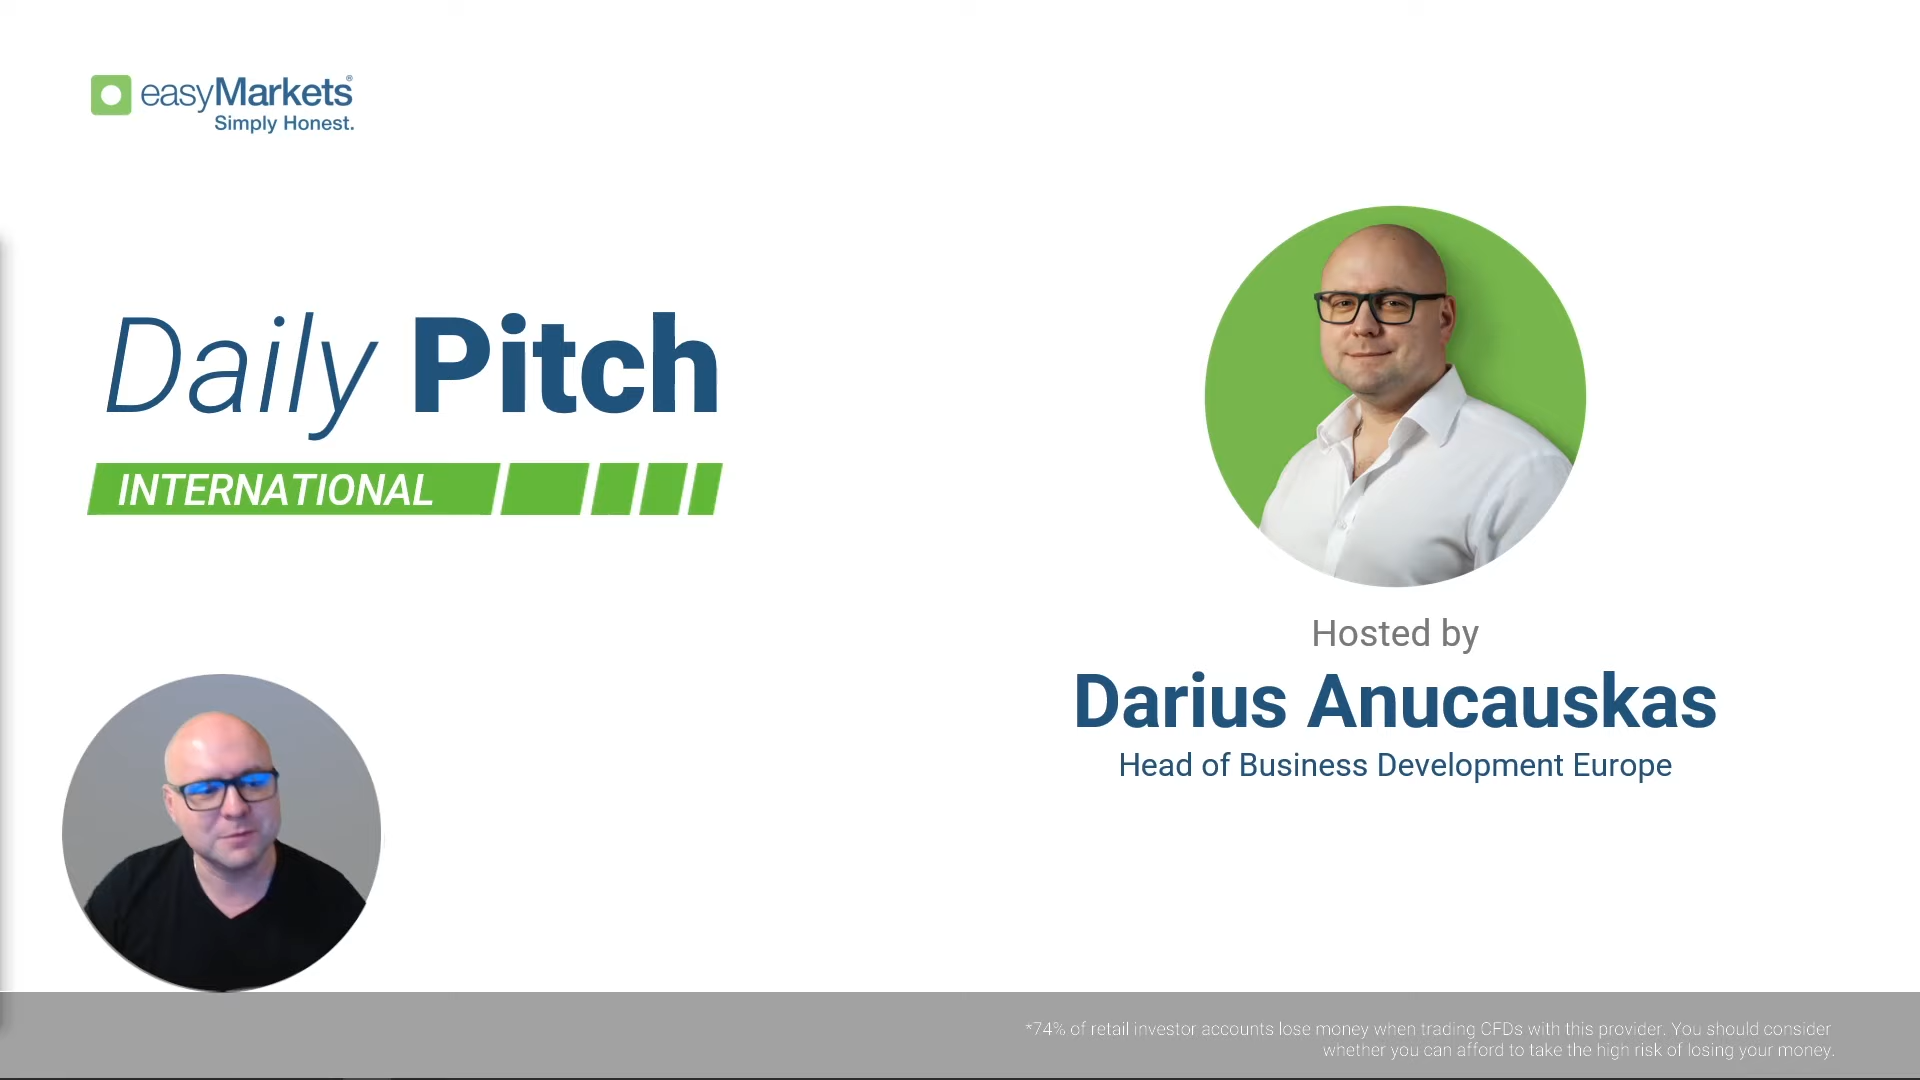 easyMarkets®
Simply Honest.
Daily Pitch
INTERNATIONAL
Hosted by
Darius Anucauskas
Head of Business Development Europe
*74% of retail investor accounts lose money when trading CFDs with this provider. You should consider
whether you can afford to take the high risk of losing your money.